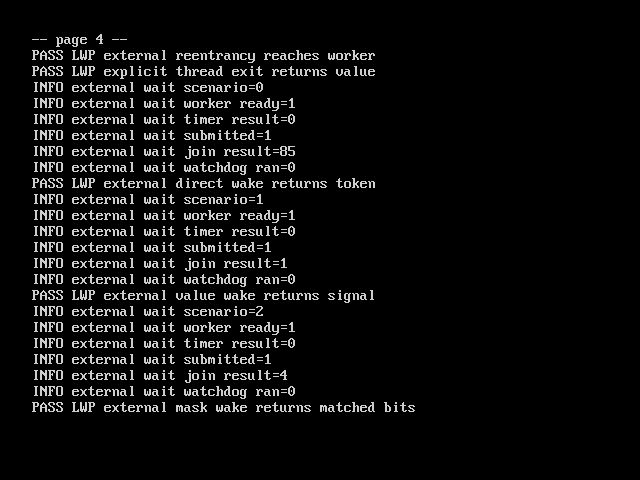 -- page 4 --
PASS LWP external reentrancy reaches worker
PASS LWP explicit thread exit returns value
INFO external wait scenario=0
INFO external wait worker ready=1
INFO external wait timer result=0
INFO external wait submitted=1
INFO external wait join result=85
INFO external wait watchdog ran=0
PASS LWP external direct wake returns token
INFO external wait scenario=1
INFO external wait worker ready=1
INFO external wait timer result=0
INFO external wait submitted=1
INFO external wait join result=1
INFO external wait watchdog ran=0
PASS LWP external value wake returns signal
INFO external wait scenario=2
INFO external wait worker ready=1
INFO external wait timer result=0
INFO external wait submitted=1
INFO external wait join result=4
INFO external wait watchdog ran=0
PASS LWP external mask wake returns matched bits